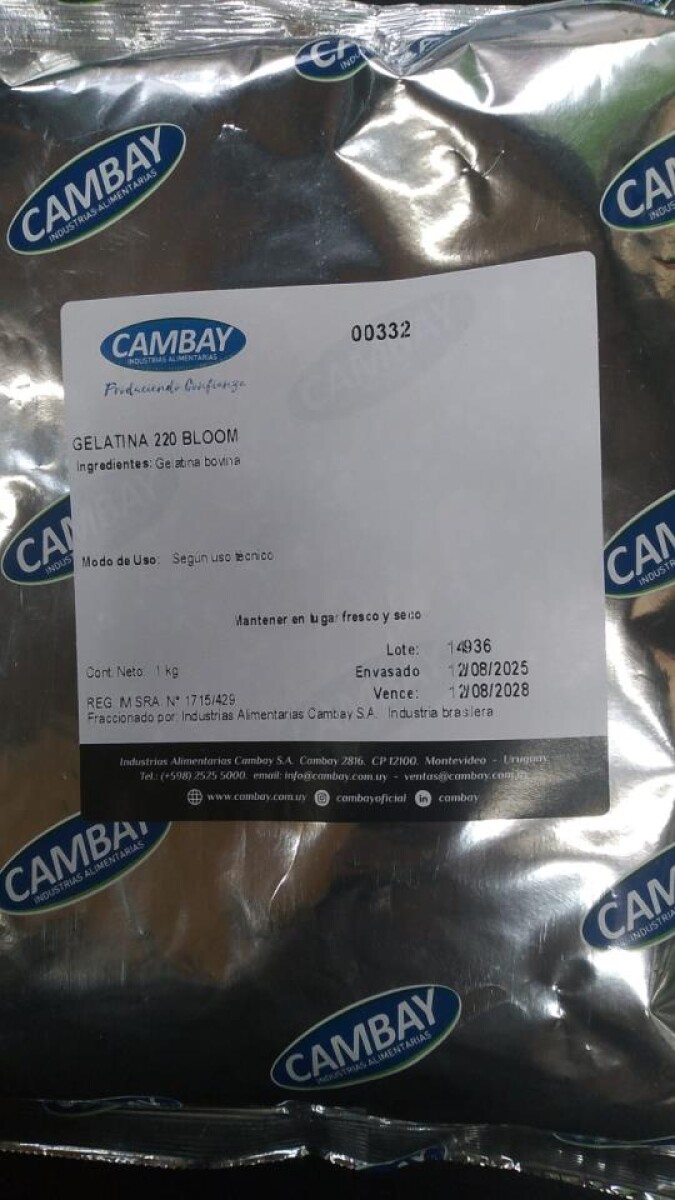 CAMBAY
INDUSTRIAS ALIMENTARIAS
CAMBAY
INDUSTRIAS ALIMENTARIAS
Produciendo Confianza
00332
GELATINA 220 BLOOM
Ingredientes: Gelatina bovina
Modo de Uso: Según uso técnico
Mantener en lugar fresco y seco
Lote: 14936
Cont. Neto 1 kg
Envasado 12/08/2025
Vence: 12/08/2028
REG IM SRA N° 1715/429
Fraccionado por: Industrias Alimentarias Cambay S.A. Industria brasilera
Industrias Alimentarias Cambay S.A. Cambay 2816. CP 12100. Montevideo - Uruguay
Tel.: (+598) 2525 5000. email: info@cambay.com.uy - ventas@cambay.com.uy
www.cambay.com.uy cambayoficial cambay
CAMBAY
INDUSTRIAS ALIMENTARIAS
CAMBAY
INDUSTRIAS ALIMENTARIAS